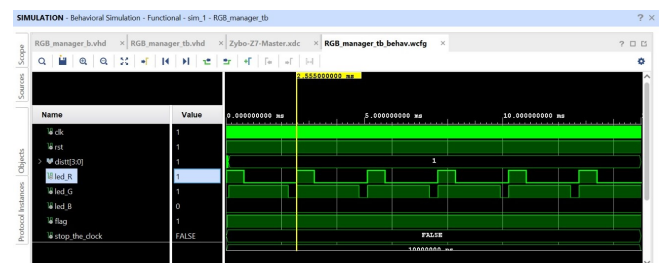 SIMULATION - Behavioral Simulation - Functional - sim_1 - RGB_manager_tb ? ×
RGB_manager_b.vhd × RGB_manager_tb.vhd × Zybo-Z7-Master.xdc × RGB_manager_tb_behav.wcfg × ?
Scope
Sources
Objects
Protocol Instances
2.555000000 ms
Name Value 0.000000000 ms 5.000000000 ms 10.000000000 ms
clk 1
rst 1
distt[3:0] 1 1
led_R 1
led_G 1
led_B 0
flag 1
stop_the_clock FALSE FALSE
10000000 ps